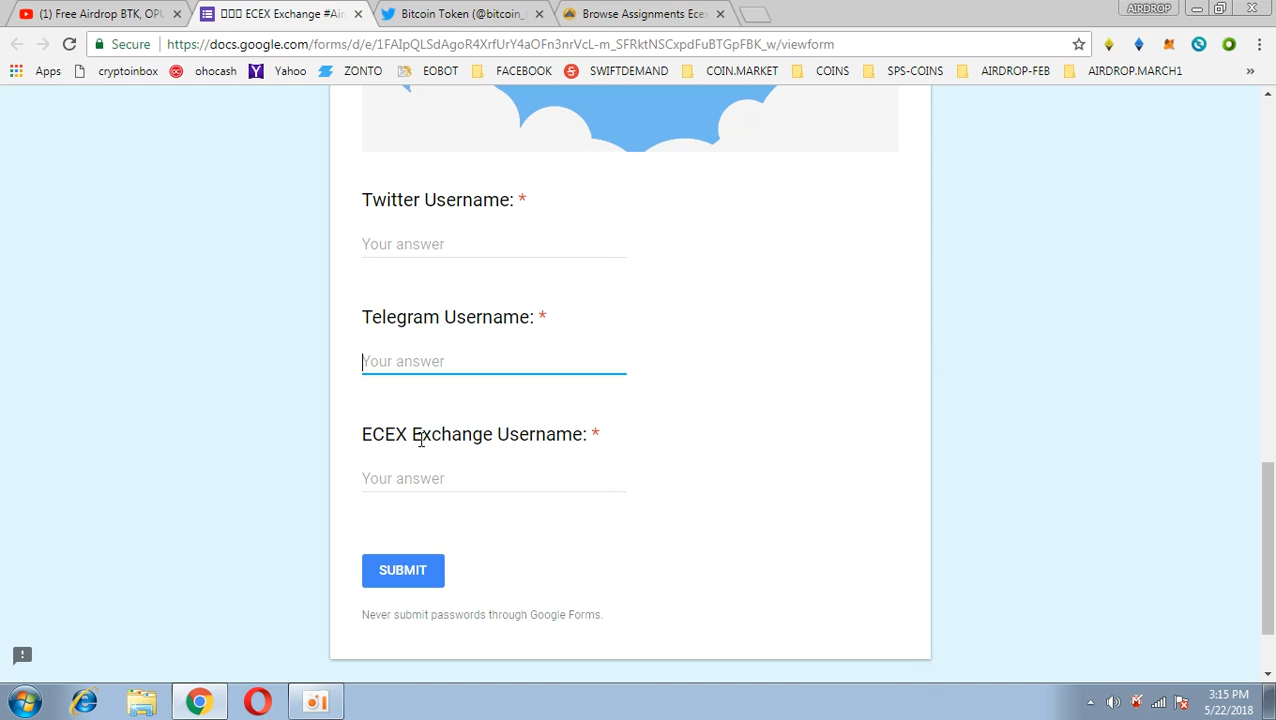 (1) Free Airdrop BTK, OPU
ECEX Exchange #Air
Bitcoin Token (@bitcoin_
Browse Assignments Ece
AIRDROP
Secure
https://docs.google.com/forms/d/e/1FAIpQLSdAgoR4XrfUrY4aOFn3nrVcL-m_SFRktNSCxpdFuBTGpFBK_w/viewform
Apps
cryptoinbox
ohocash
Yahoo
ZONTO
EOBOT
FACEBOOK
SWIFTDEMAND
COIN.MARKET
COINS
SPS-COINS
AIRDROP-FEB
AIRDROP.MARCH1
»
Twitter Username: *
Your answer
Telegram Username: *
Your answer
ECEX Exchange Username: *
Your answer
SUBMIT
Never submit passwords through Google Forms.
3:15 PM
5/22/2018